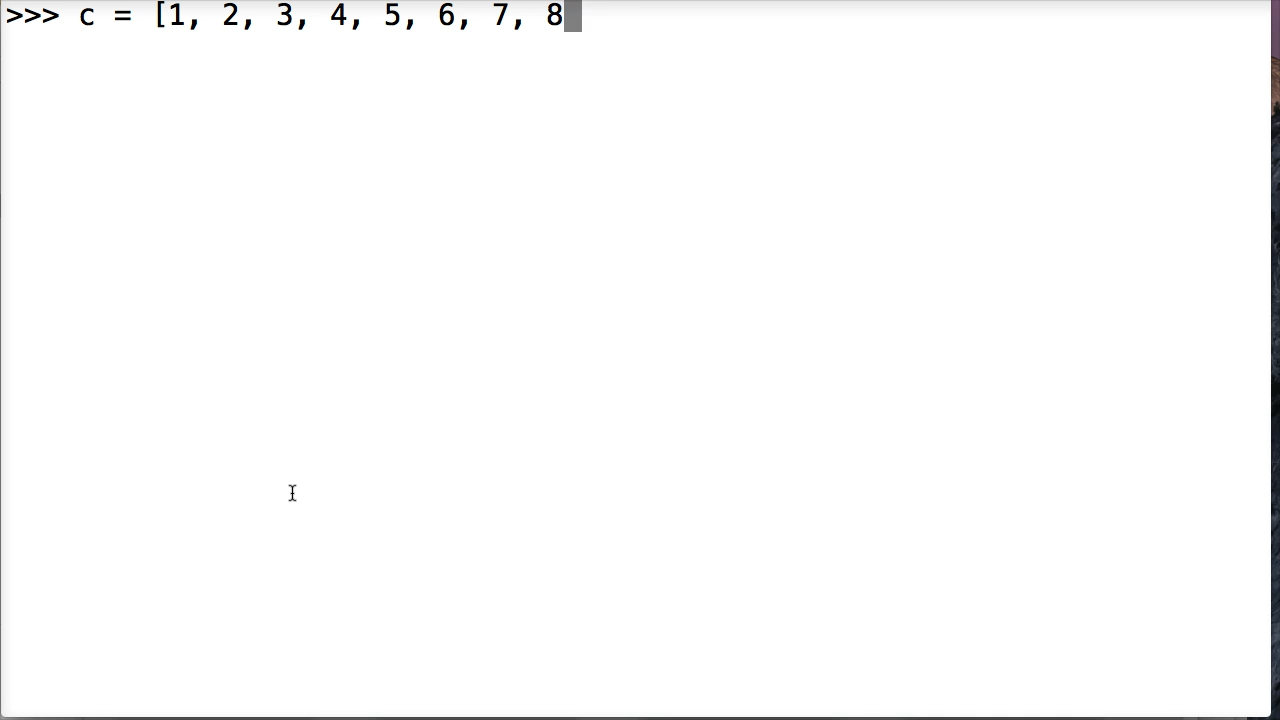 >>> c = [1, 2, 3, 4, 5, 6, 7, 8